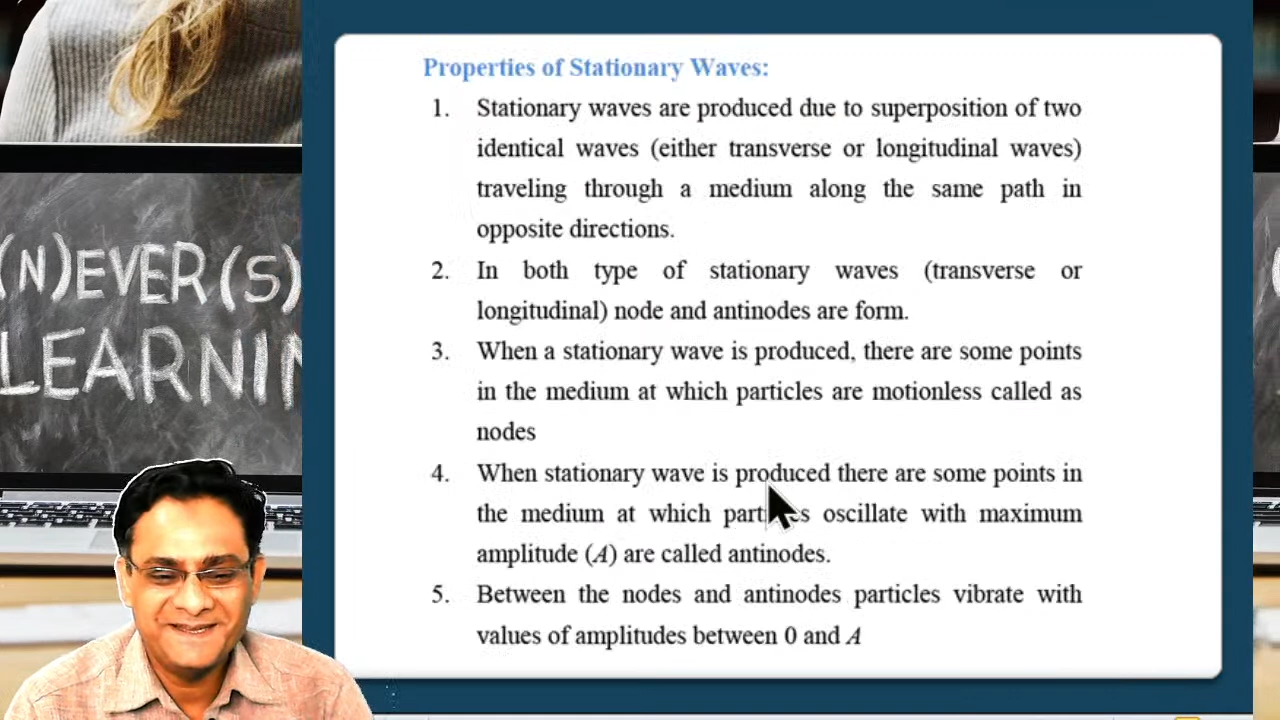 (N)EVER(S)
LEARNIN
Properties of Stationary Waves:
1. Stationary waves are produced due to superposition of two
identical waves (either transverse or longitudinal waves)
traveling through a medium along the same path in
opposite directions.
2. In both type of stationary waves (transverse or
longitudinal) node and antinodes are form.
3. When a stationary wave is produced, there are some points
in the medium at which particles are motionless called as
nodes
4. When stationary wave is produced there are some points in
the medium at which particles oscillate with maximum
amplitude (A) are called antinodes.
5. Between the nodes and antinodes particles vibrate with
values of amplitudes between 0 and A